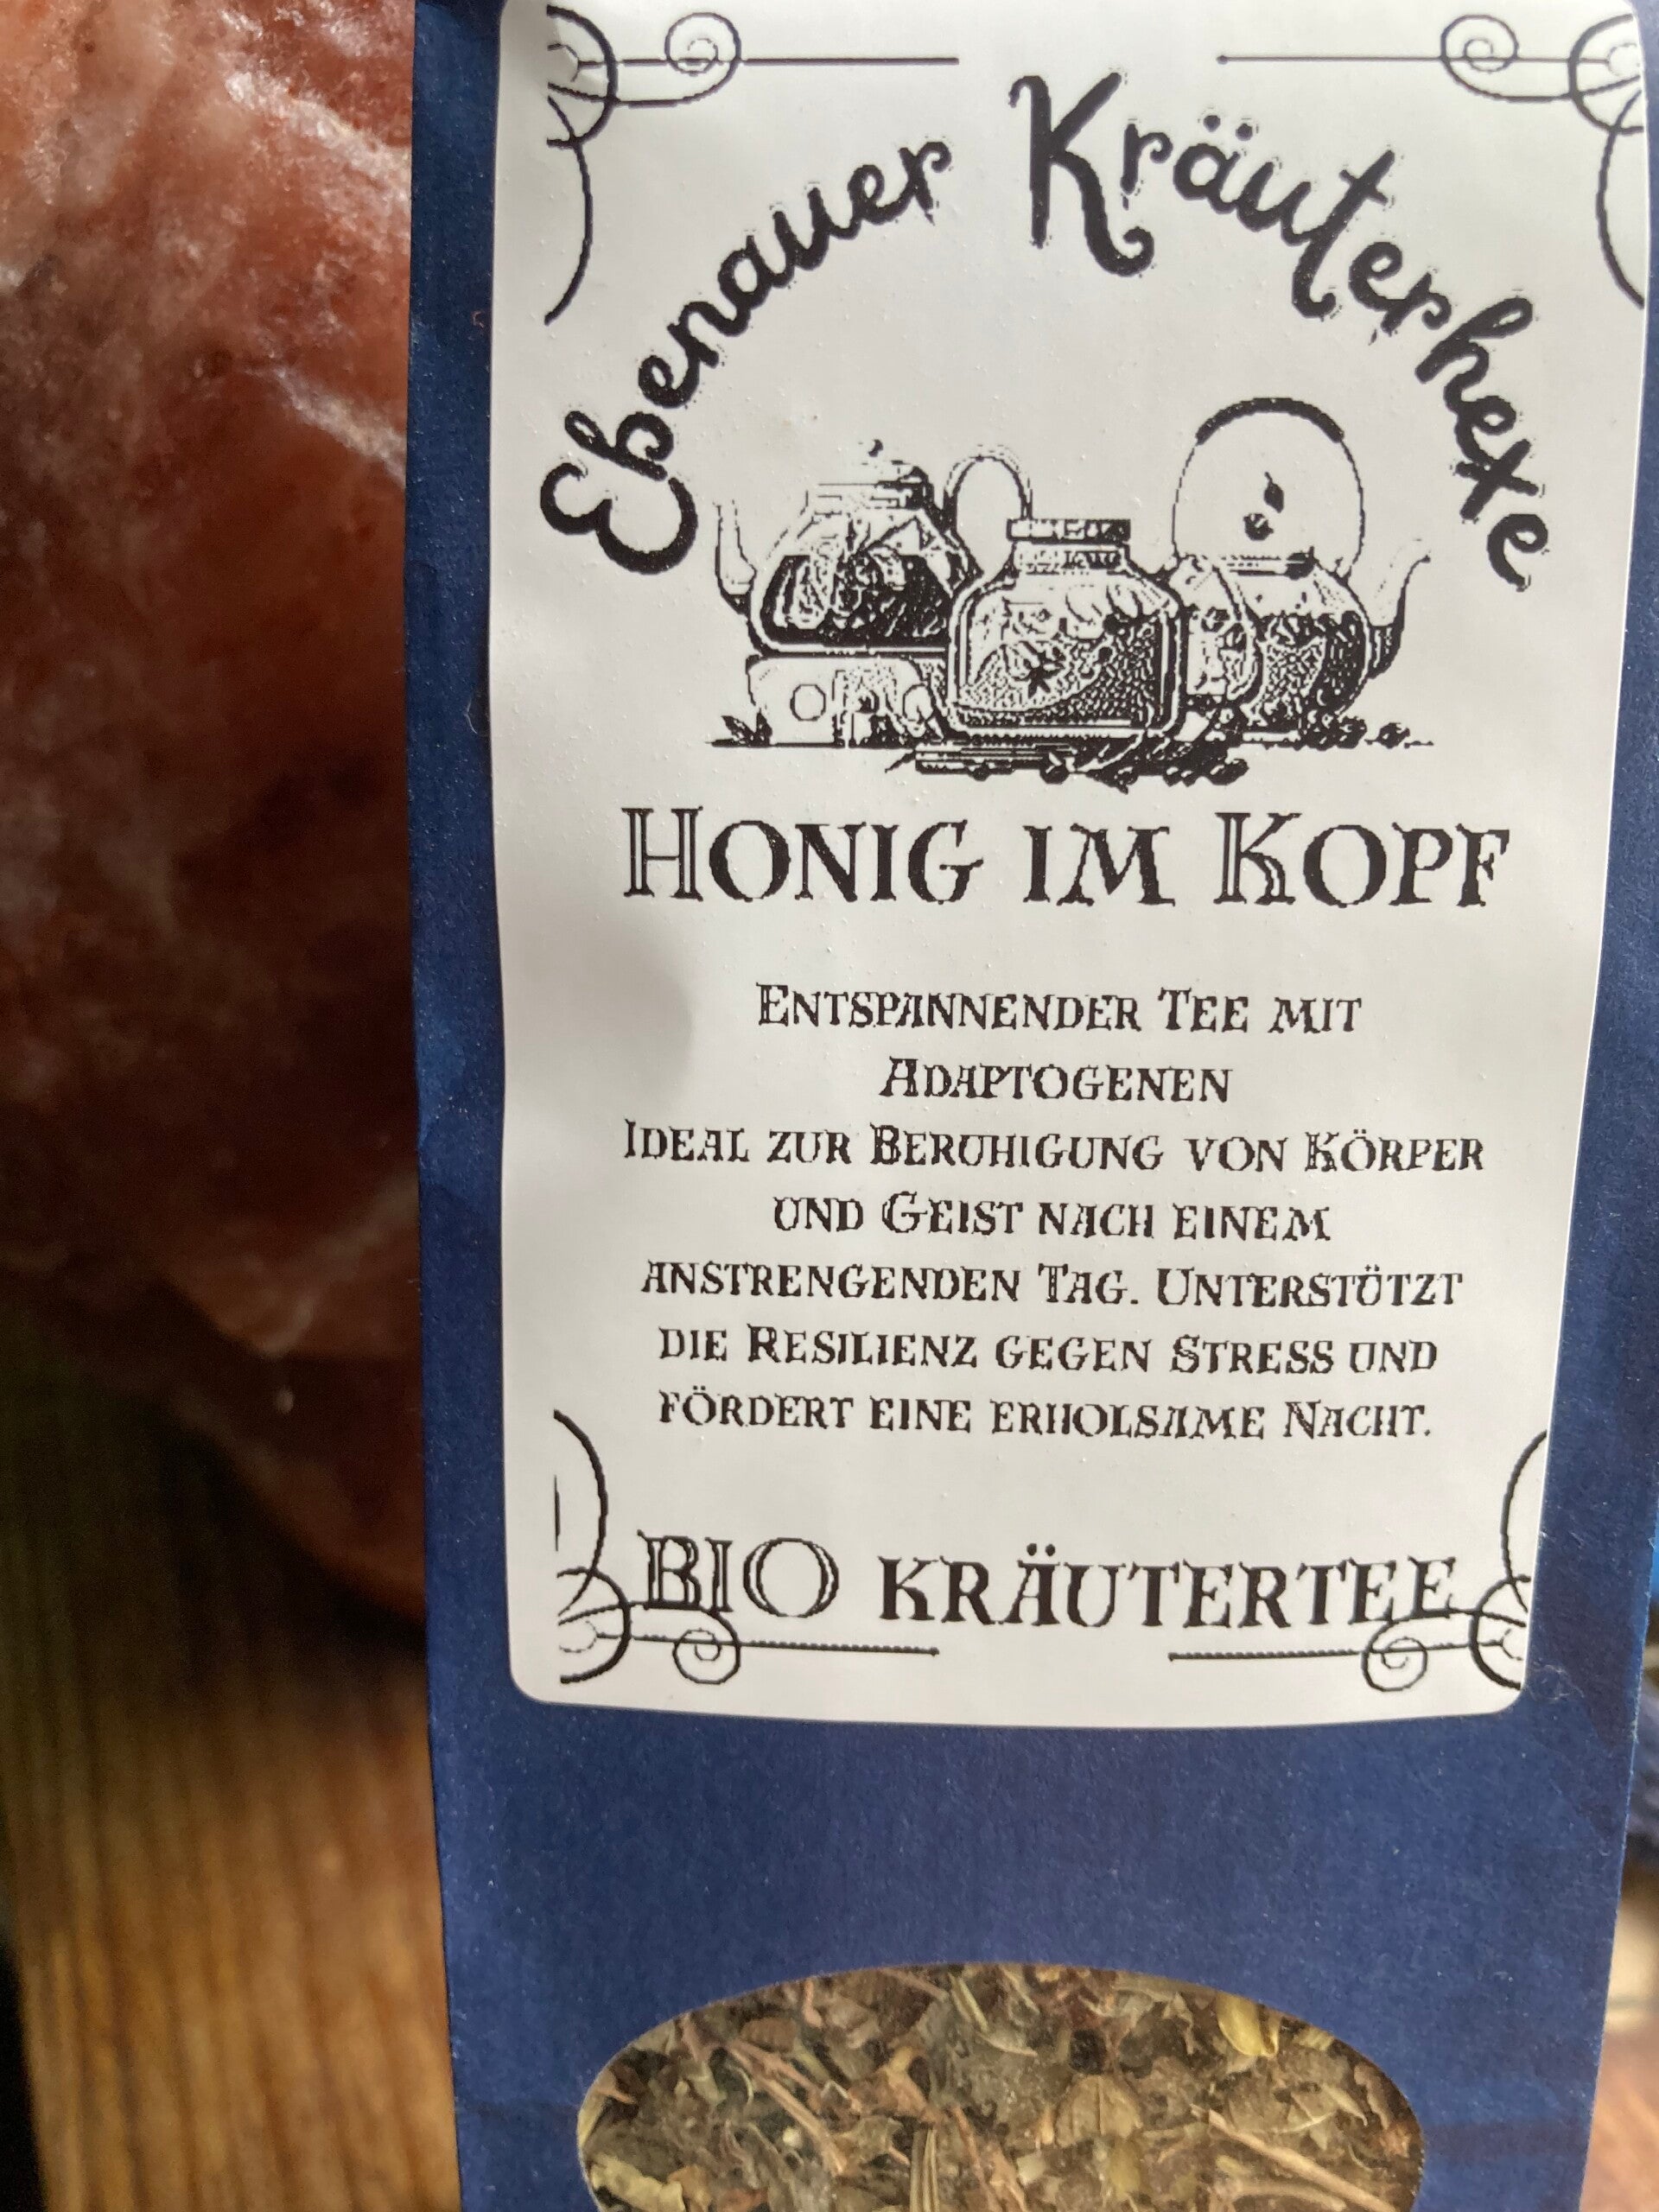 Ebenauer Kräuterhexe
Honig im Kopf
Entspannender Tee mit
Adaptogenen
Ideal zur Beruhigung von Körper
und Geist nach einem
anstrengenden Tag. Unterstützt
die Resilienz gegen Stress und
fördert eine erholsame Nacht.
BIO kräutertee